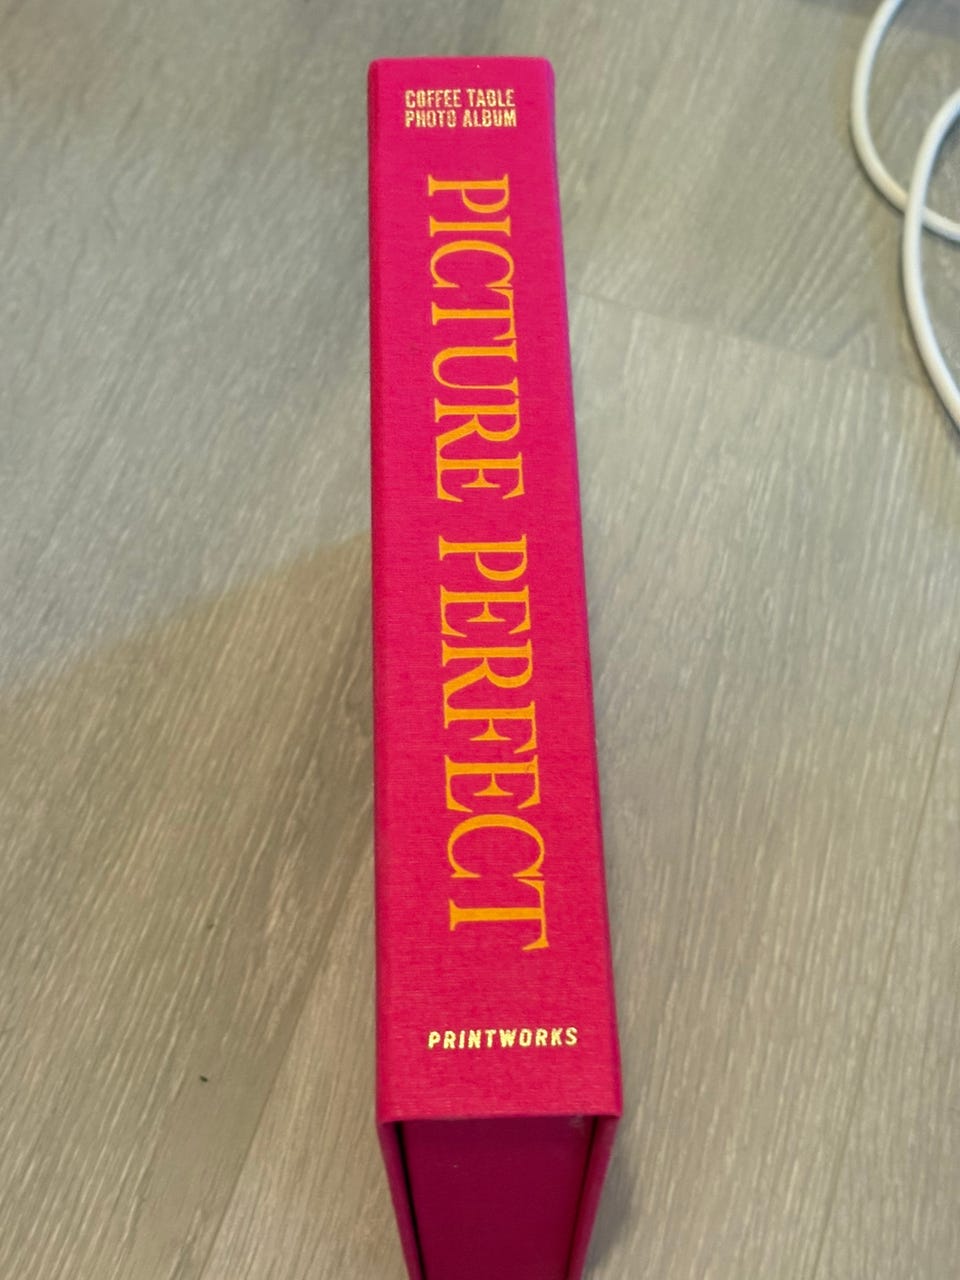 COFFEE TABLE
PHOTO ALBUM
PICTURE PERFECT
PRINTWORKS